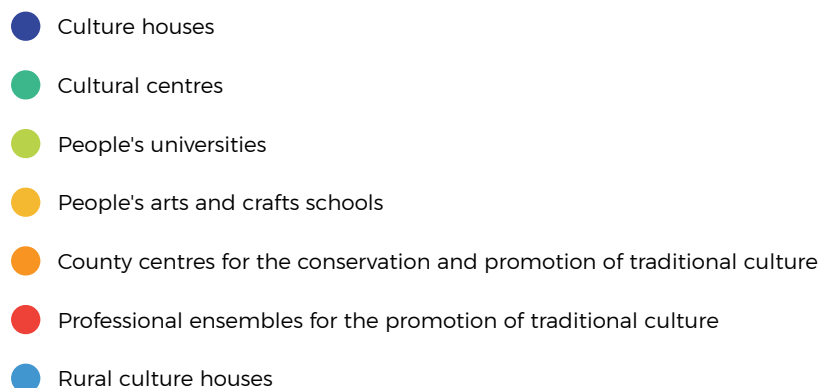 Culture houses
Cultural centres
People's universities
People's arts and crafts schools
County centres for the conservation and promotion of traditional culture
Professional ensembles for the promotion of traditional culture
Rural culture houses